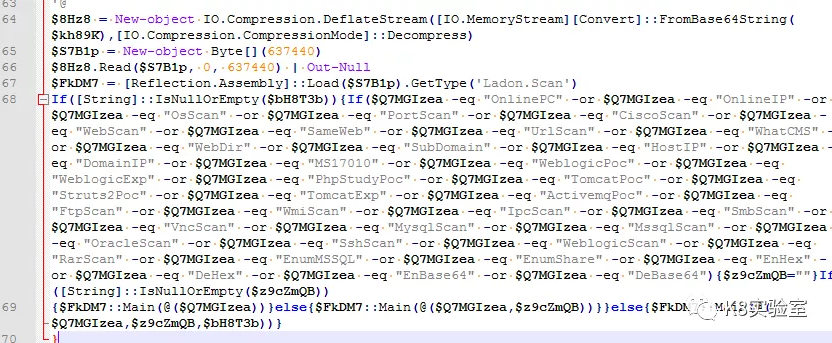 63 '@
64 $8Hz8 = New-object IO.Compression.DeflateStream([IO.MemoryStream][Convert]::FromBase64String(
$kh89K),[IO.Compression.CompressionMode]::Decompress)
65 $S7B1p = New-object Byte[](637440)
66 $8Hz8.Read($S7B1p, 0, 637440) | Out-Null
67 $FkDM7 = [Reflection.Assembly]::Load($S7B1p).GetType('Ladon.Scan')
68 If([String]::IsNullOrEmpty($bH8T3b)){If($Q7MGIzea -eq "OnlinePC" -or $Q7MGIzea -eq "OnlineIP" -or
$Q7MGIzea -eq "OsScan" -or $Q7MGIzea -eq "PortScan" -or $Q7MGIzea -eq "CiscoScan" -or $Q7MGIzea -eq
"WebScan" -or $Q7MGIzea -eq "SameWeb" -or $Q7MGIzea -eq "UrlScan" -or $Q7MGIzea -eq "WhatCMS" -
or $Q7MGIzea -eq "WebDir" -or $Q7MGIzea -eq "SubDomain" -or $Q7MGIzea -eq "HostIP" -or $Q7MGIzea -eq
"DomainIP" -or $Q7MGIzea -eq "MS17010" -or $Q7MGIzea -eq "WeblogicPoc" -or $Q7MGIzea -eq
"WeblogicExp" -or $Q7MGIzea -eq "PhpStudyPoc" -or $Q7MGIzea -eq "TomcatPoc" -or $Q7MGIzea -eq
"Struts2Poc" -or $Q7MGIzea -eq "TomcatExp" -or $Q7MGIzea -eq "ActivemqPoc" -or $Q7MGIzea -eq
"FtpScan" -or $Q7MGIzea -eq "WmiScan" -or $Q7MGIzea -eq "IpcScan" -or $Q7MGIzea -eq "SmbScan" -or
$Q7MGIzea -eq "VncScan" -or $Q7MGIzea -eq "MysqlScan" -or $Q7MGIzea -eq "MssqlScan" -or $Q7MGIzea
-eq "OracleScan" -or $Q7MGIzea -eq "SshScan" -or $Q7MGIzea -eq "WeblogicScan" -or $Q7MGIzea -eq
"RarScan" -or $Q7MGIzea -eq "EnumMSSQL" -or $Q7MGIzea -eq "EnumShare" -or $Q7MGIzea -eq "EnHex" -
or $Q7MGIzea -eq "DeHex" -or $Q7MGIzea -eq "EnBase64" -or $Q7MGIzea -eq "DeBase64"){$z9cZmQB=""}If
([String]::IsNullOrEmpty($z9cZmQB))
69 {$FkDM7::Main(@($Q7MGIzea))}else{$FkDM7::Main(@($Q7MGIzea,$z9cZmQB))}}else{$FkDM
$Q7MGIzea,$z9cZmQB,$bH8T3b))}
K8实验室
70 }